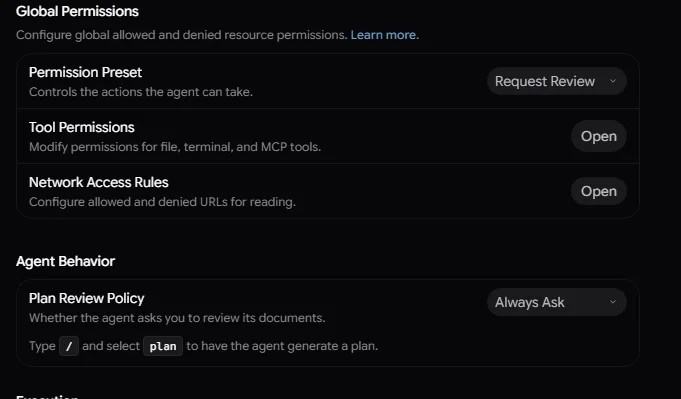 Global Permissions
Configure global allowed and denied resource permissions. Learn more.
Permission Preset
Controls the actions the agent can take.
Request Review
Tool Permissions
Modify permissions for file, terminal, and MCP tools.
Open
Network Access Rules
Configure allowed and denied URLs for reading.
Open
Agent Behavior
Plan Review Policy
Whether the agent asks you to review its documents.
Always Ask
Type / and select plan to have the agent generate a plan.
Execution